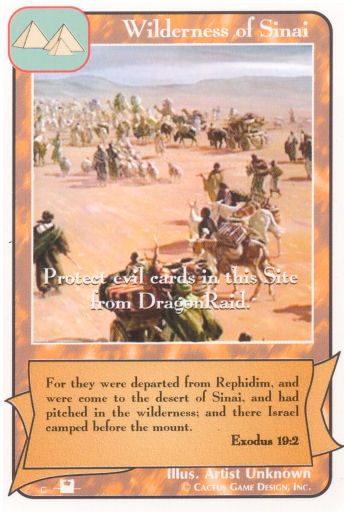 Wilderness of Sinai
Protect evil cards in this Site
from DragonRaid.
For they were departed from Rephidim, and
were come to the desert of Sinai, and had
pitched in the wilderness; and there Israel
camped before the mount.
Exodus 19:2
Illus. Artist Unknown
© Cactus Game Design, Inc.